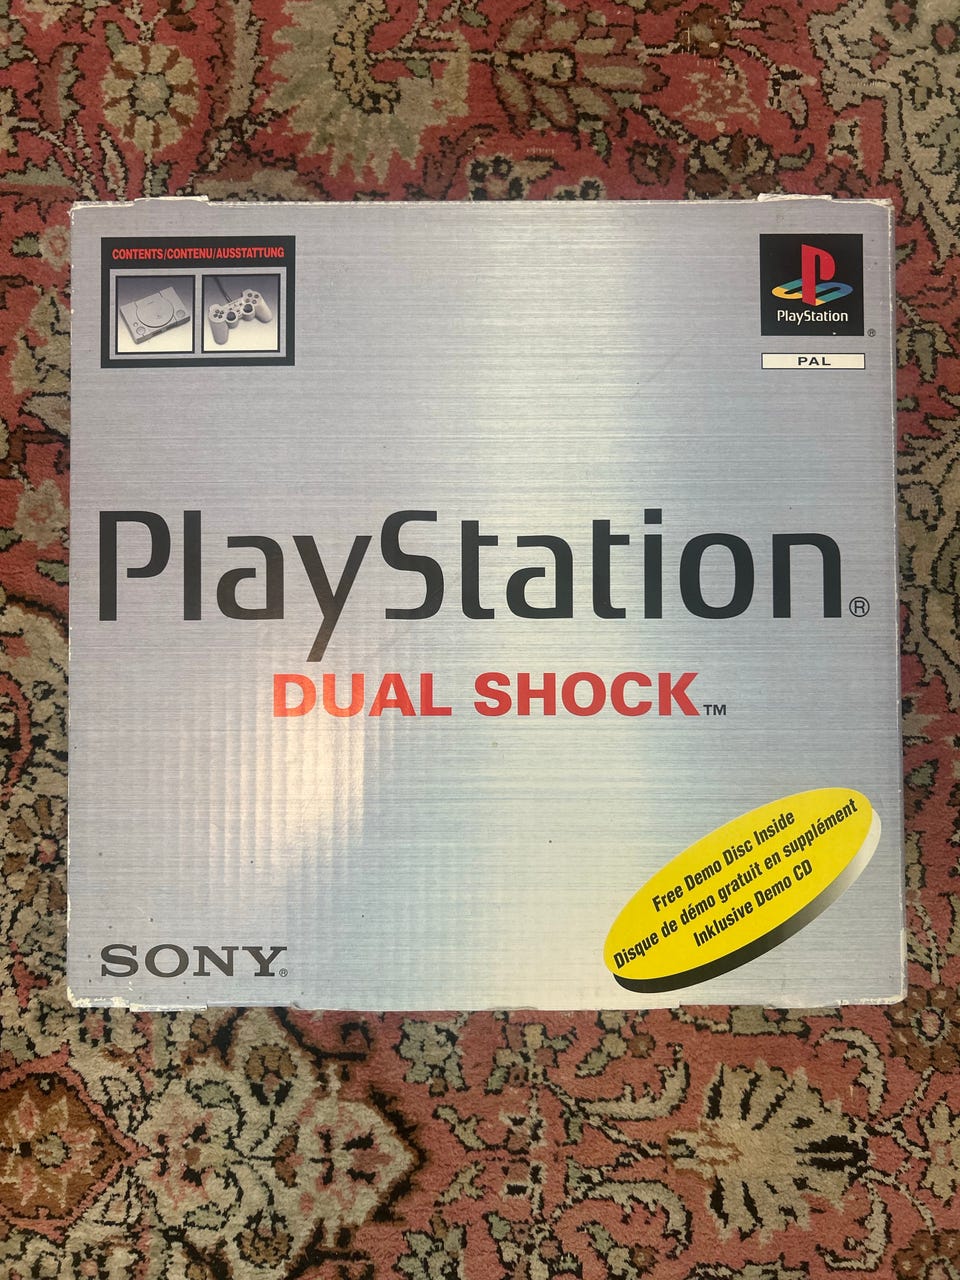 CONTENTS/CONTENU/AUSSTATTUNG
PlayStation®
PAL
PlayStation®
DUAL SHOCK™
Free Demo Disc Inside
Disque de démo gratuit en supplément
Inklusive Demo CD
SONY®